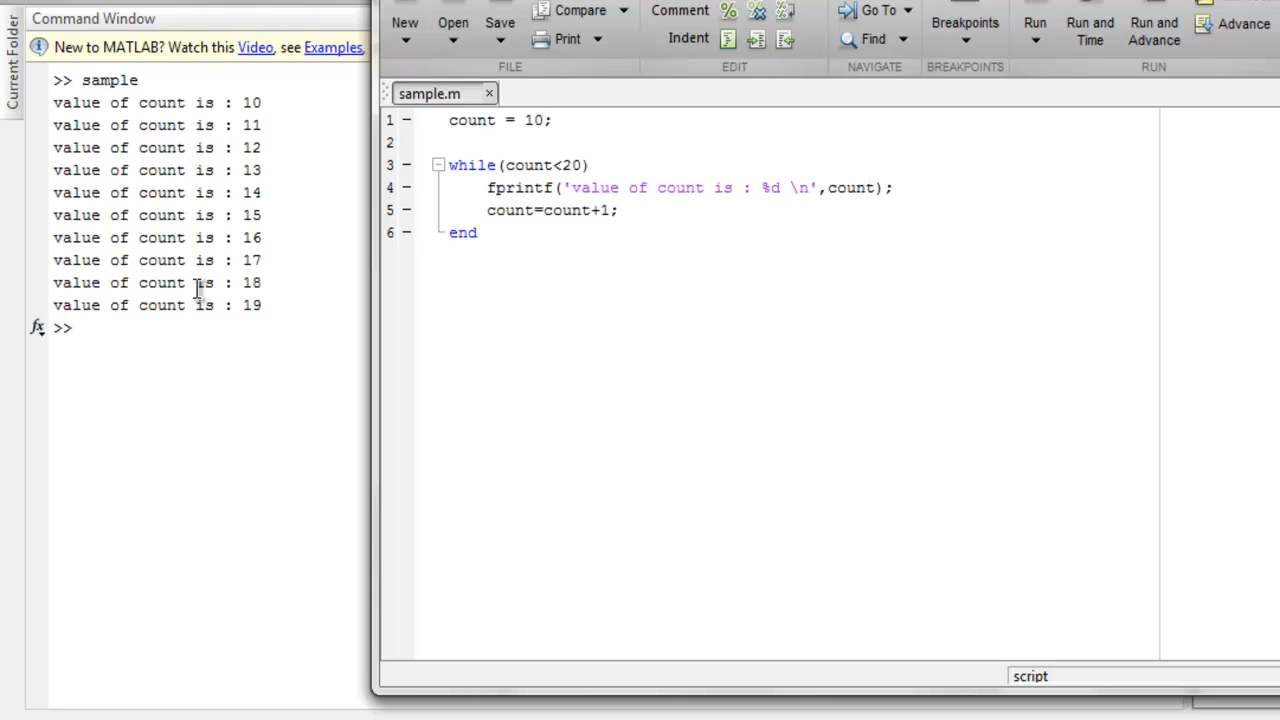 Current Folder
Command Window
New to MATLAB? Watch this Video, see Examples,
>> sample
value of count is : 10
value of count is : 11
value of count is : 12
value of count is : 13
value of count is : 14
value of count is : 15
value of count is : 16
value of count is : 17
value of count is : 18
value of count is : 19
fx >>
New Open Save Compare Print
FILE
Comment
Indent
EDIT
Go To
Find
NAVIGATE
Breakpoints
BREAKPOINTS
Run
Run and Time
Run and Advance
Advance
RUN
sample.m ×
1 – count = 10;
2
3 – while(count<20)
4 – fprintf('value of count is : %d \n',count);
5 – count=count+1;
6 – end
script